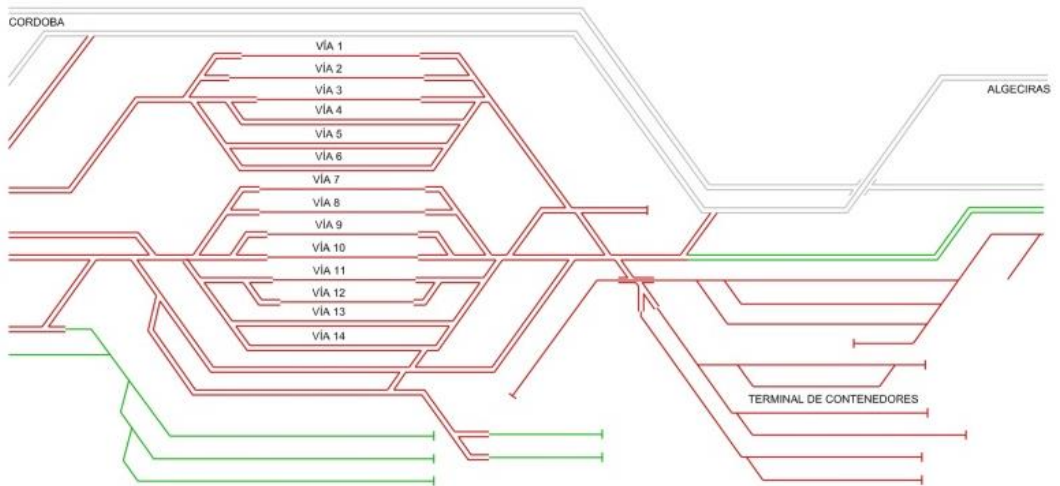 CORDOBA
VÍA 1
VÍA 2
VÍA 3
VÍA 4
VÍA 5
VÍA 6
VÍA 7
VÍA 8
VÍA 9
VÍA 10
VÍA 11
VÍA 12
VÍA 13
VÍA 14
ALGECIRAS
TERMINAL DE CONTENEDORES